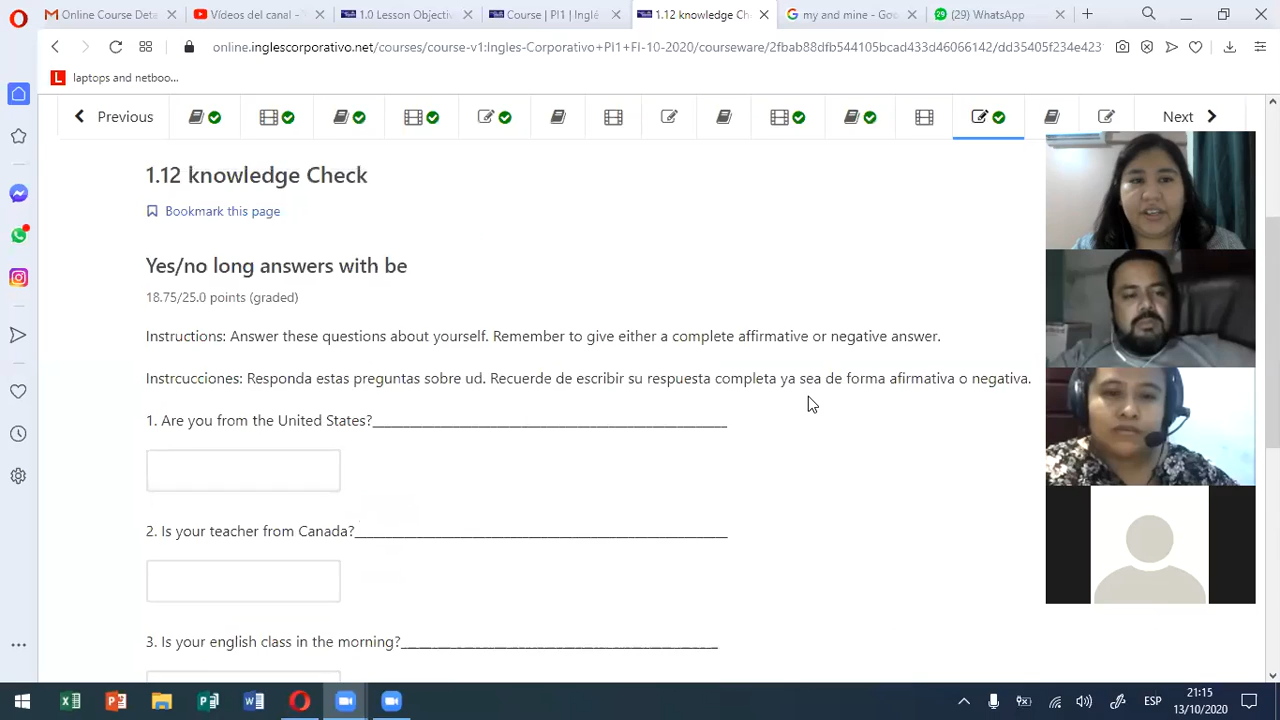 Online Course Deta
Vídeos del canal -
1.0 Lesson Objectiv
Course | PI1 | Inglé
1.12 knowledge Che
my and mine - Goo
(29) WhatsApp
online.inglescorporativo.net/courses/course-v1:Ingles-Corporativo+PI1+FI-10-2020/courseware/2fbab88dfb544105bcad433d46066142/dd35405f234e423
L laptops and netboo...
Previous
Next
1.12 knowledge Check
Bookmark this page
Yes/no long answers with be
18.75/25.0 points (graded)
Instructions: Answer these questions about yourself. Remember to give either a complete affirmative or negative answer.
Instrcucciones: Responda estas preguntas sobre ud. Recuerde de escribir su respuesta completa ya sea de forma afirmativa o negativa.
1. Are you from the United States?
2. Is your teacher from Canada?
3. Is your english class in the morning?
ESP
21:15
13/10/2020